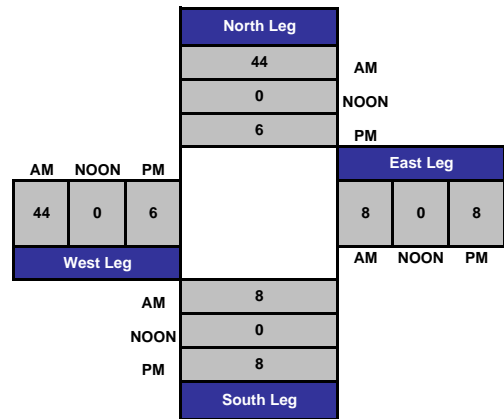 North Leg
44 AM
0 NOON
6 PM
AM NOON PM
East Leg
44 0 6
8 0 8
West Leg
AM NOON PM
AM 8
NOON 0
PM 8
South Leg